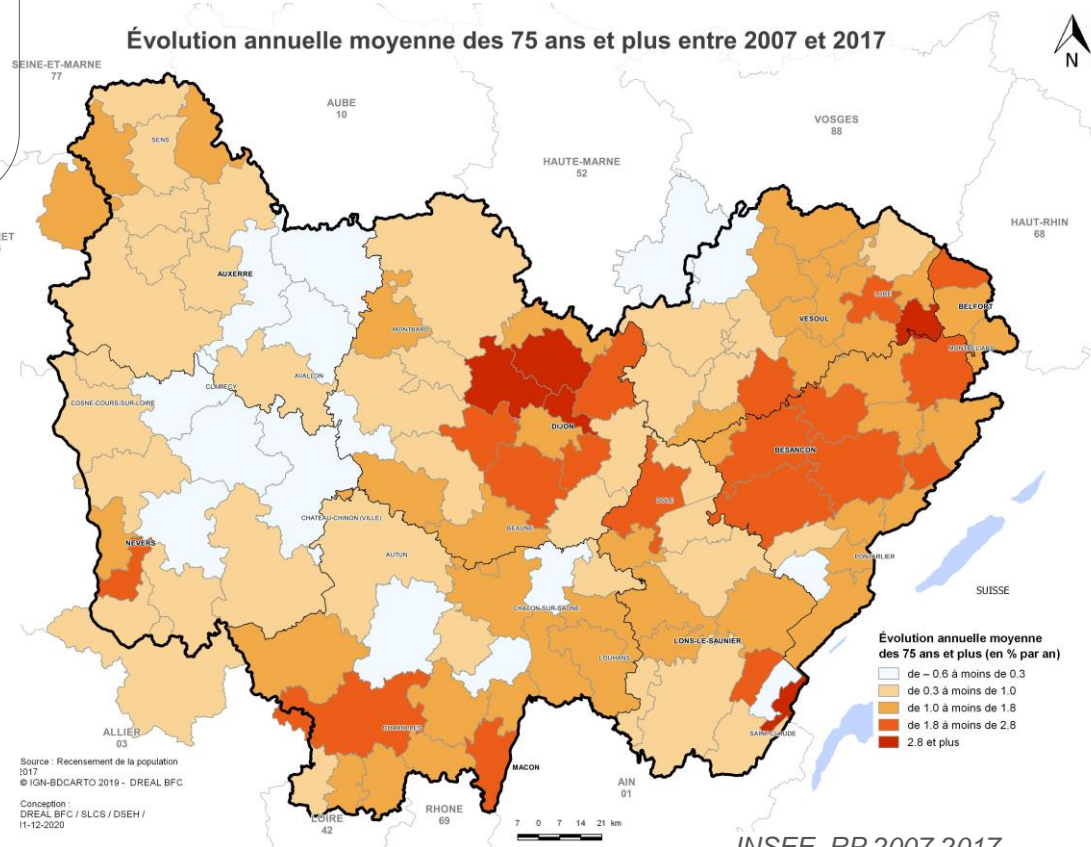 Évolution annuelle moyenne des 75 ans et plus entre 2007 et 2017
N
SEINE-ET-MARNE
77
AUBE
10
VOSGES
88
HAUTE-MARNE
52
HAUT-RHIN
68
RET
SENS
AUXERRE
MONTBARD
VESOUL
LURE
BELFORT
MONTBELIARD
CLAMECY
AVALLON
COSNE-COURS-SUR-LOIRE
DIJON
BESANCON
DOLE
CHATEAU-CHINON (VILLE)
BEAUNE
NEVERS
AUTUN
PONTARLIER
CHALON-SUR-SAONE
SUISSE
LONS-LE-SAUNIER
LOUHANS
CHAROLLES
SAINT-CLAUDE
ALLIER
03
MACON
AIN
01
RHONE
69
LOIRE
42
Évolution annuelle moyenne
des 75 ans et plus (en % par an)
de – 0.6 à moins de 0.3
de 0.3 à moins de 1.0
de 1.0 à moins de 1.8
de 1.8 à moins de 2.8
2.8 et plus
Source : Recensement de la population
2017
© IGN-BDCARTO 2019 - DREAL BFC
Conception :
DREAL BFC / SLCS / DSEH /
11-12-2020
7 0 7 14 21 km
INSEE, RP 2007 2017